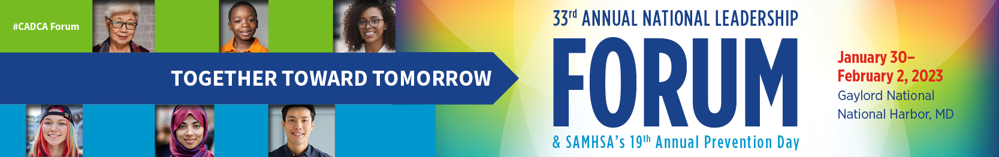 #CADCA Forum
TOGETHER TOWARD TOMORROW
33rd ANNUAL NATIONAL LEADERSHIP
FORUM
& SAMHSA's 19th Annual Prevention Day
January 30–
February 2, 2023
Gaylord National
National Harbor, MD